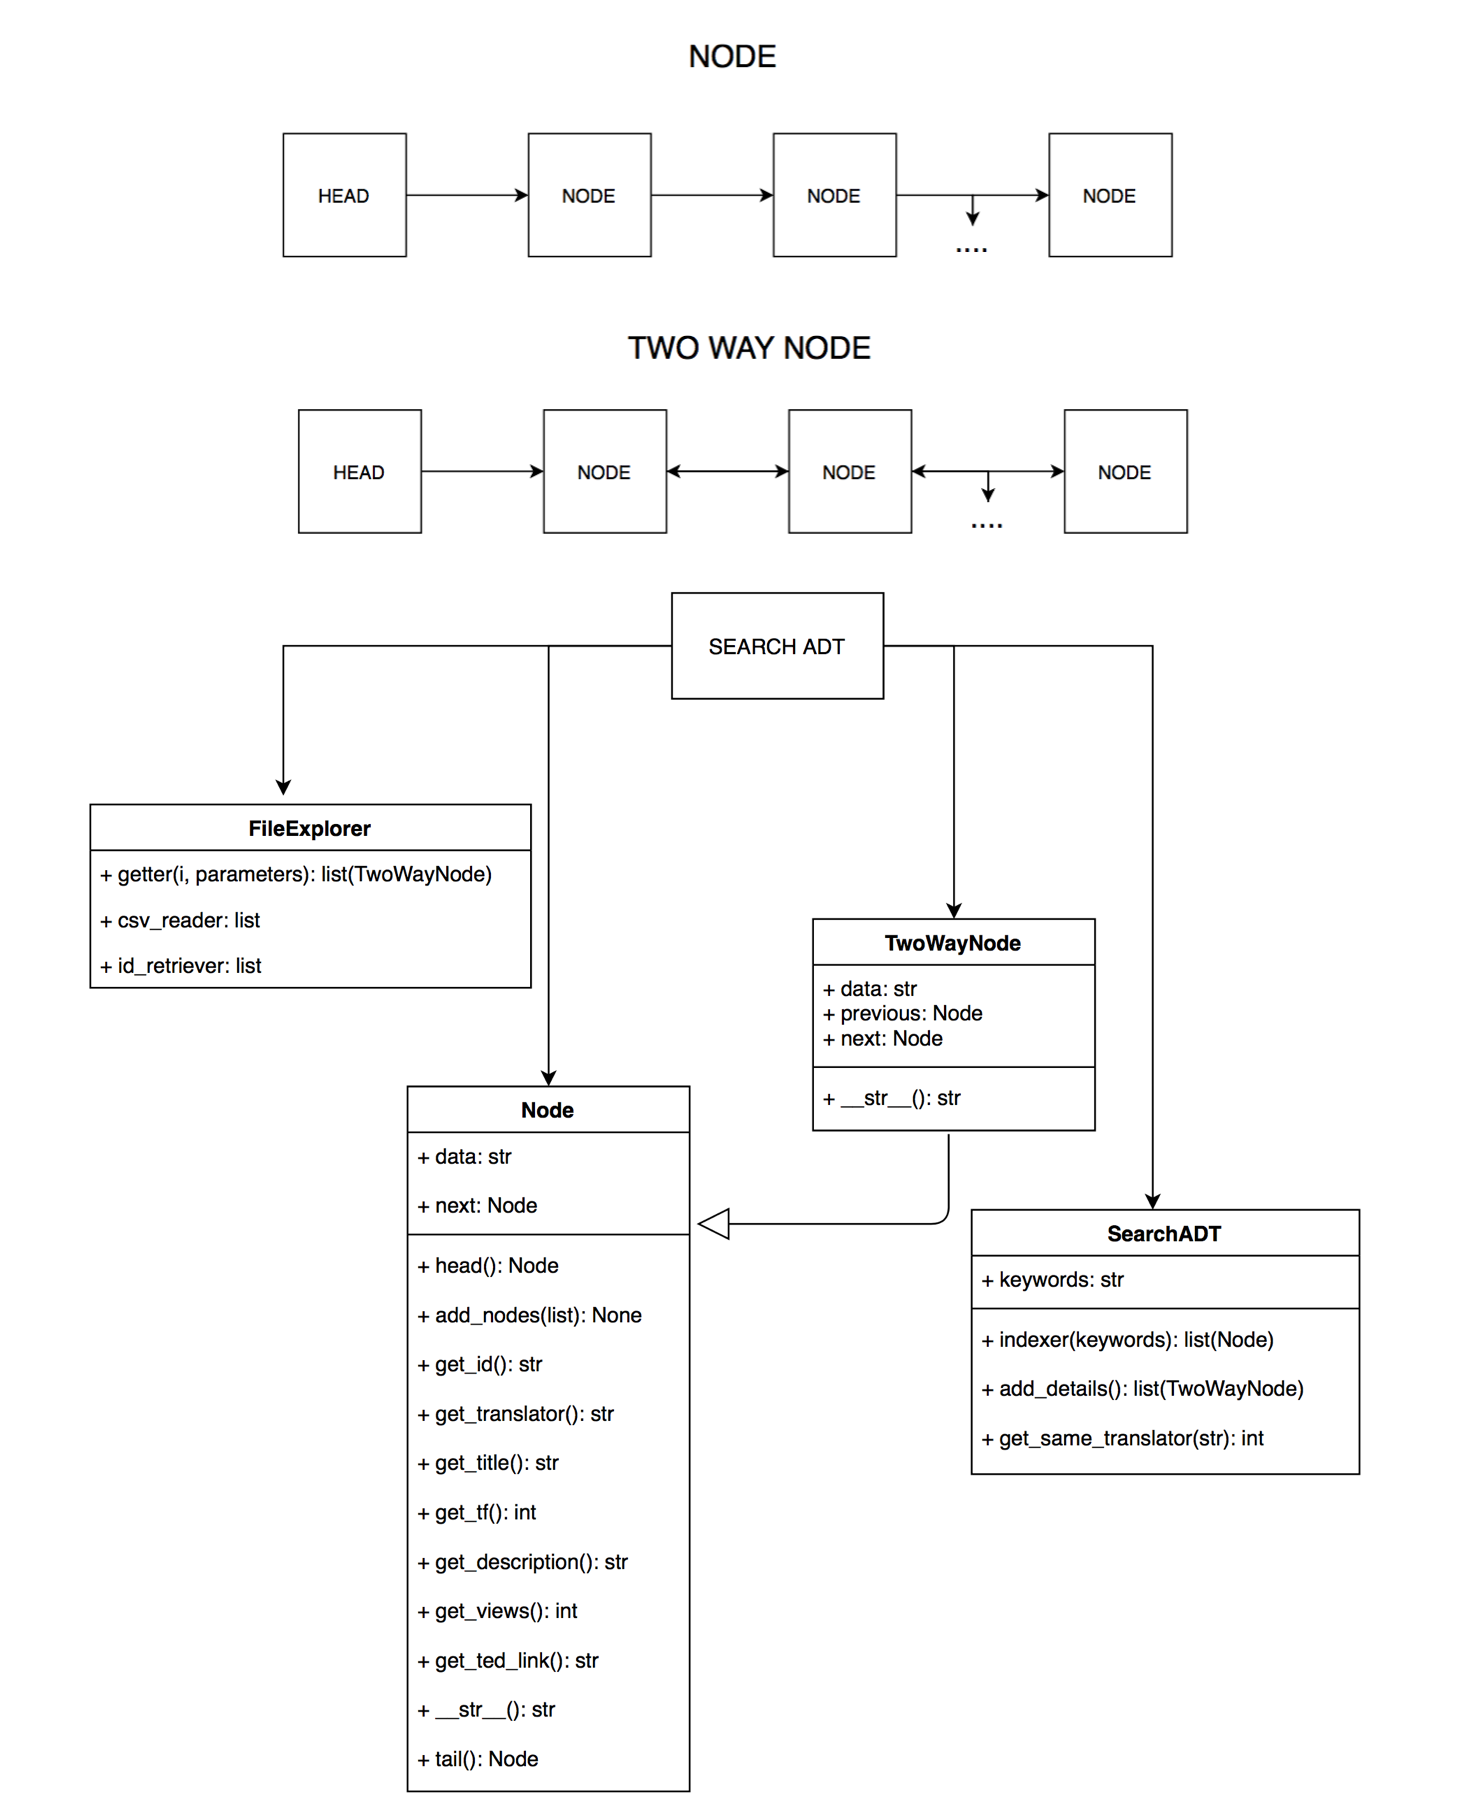 NODE
HEAD
NODE
NODE
NODE
....
TWO WAY NODE
HEAD
NODE
NODE
NODE
....
SEARCH ADT
FileExplorer
+ getter(i, parameters): list(TwoWayNode)
+ csv_reader: list
+ id_retriever: list
TwoWayNode
+ data: str
+ previous: Node
+ next: Node
+ __str__(): str
Node
+ data: str
+ next: Node
+ head(): Node
+ add_nodes(list): None
+ get_id(): str
+ get_translator(): str
+ get_title(): str
+ get_tf(): int
+ get_description(): str
+ get_views(): int
+ get_ted_link(): str
+ __str__(): str
+ tail(): Node
SearchADT
+ keywords: str
+ indexer(keywords): list(Node)
+ add_details(): list(TwoWayNode)
+ get_same_translator(str): int